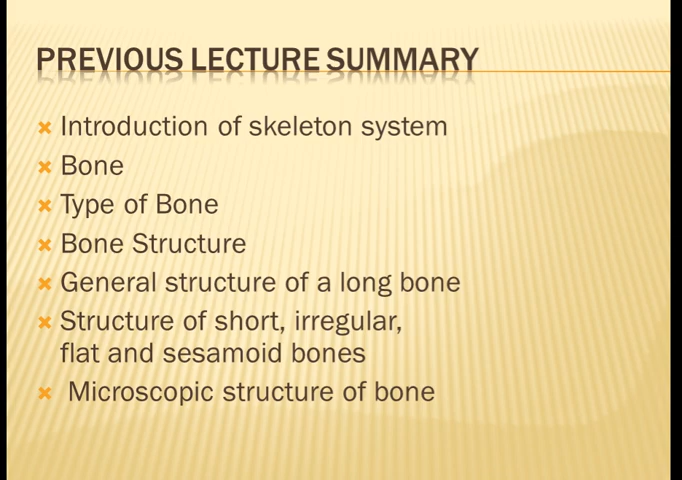 PREVIOUS LECTURE SUMMARY
Introduction of skeleton system
Bone
Type of Bone
Bone Structure
General structure of a long bone
Structure of short, irregular,
flat and sesamoid bones
Microscopic structure of bone